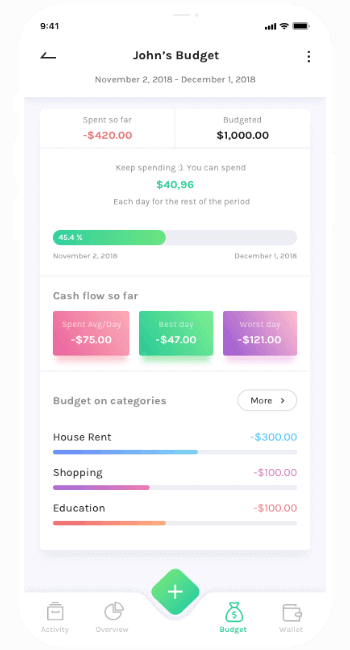 9:41
John's Budget
November 2, 2018 - December 1, 2018
Spent so far Budgeted
-$420.00 $1,000.00
Keep spending :). You can spend
$40,96
Each day for the rest of the period
45.4 %
November 2, 2018 December 1, 2018
Cash flow so far
Spent Avg/Day Best day Worst day
-$75.00 -$47.00 -$121.00
Budget on categories More
House Rent -$300.00
Shopping -$100.00
Education -$100.00
Activity Overview Budget Wallet